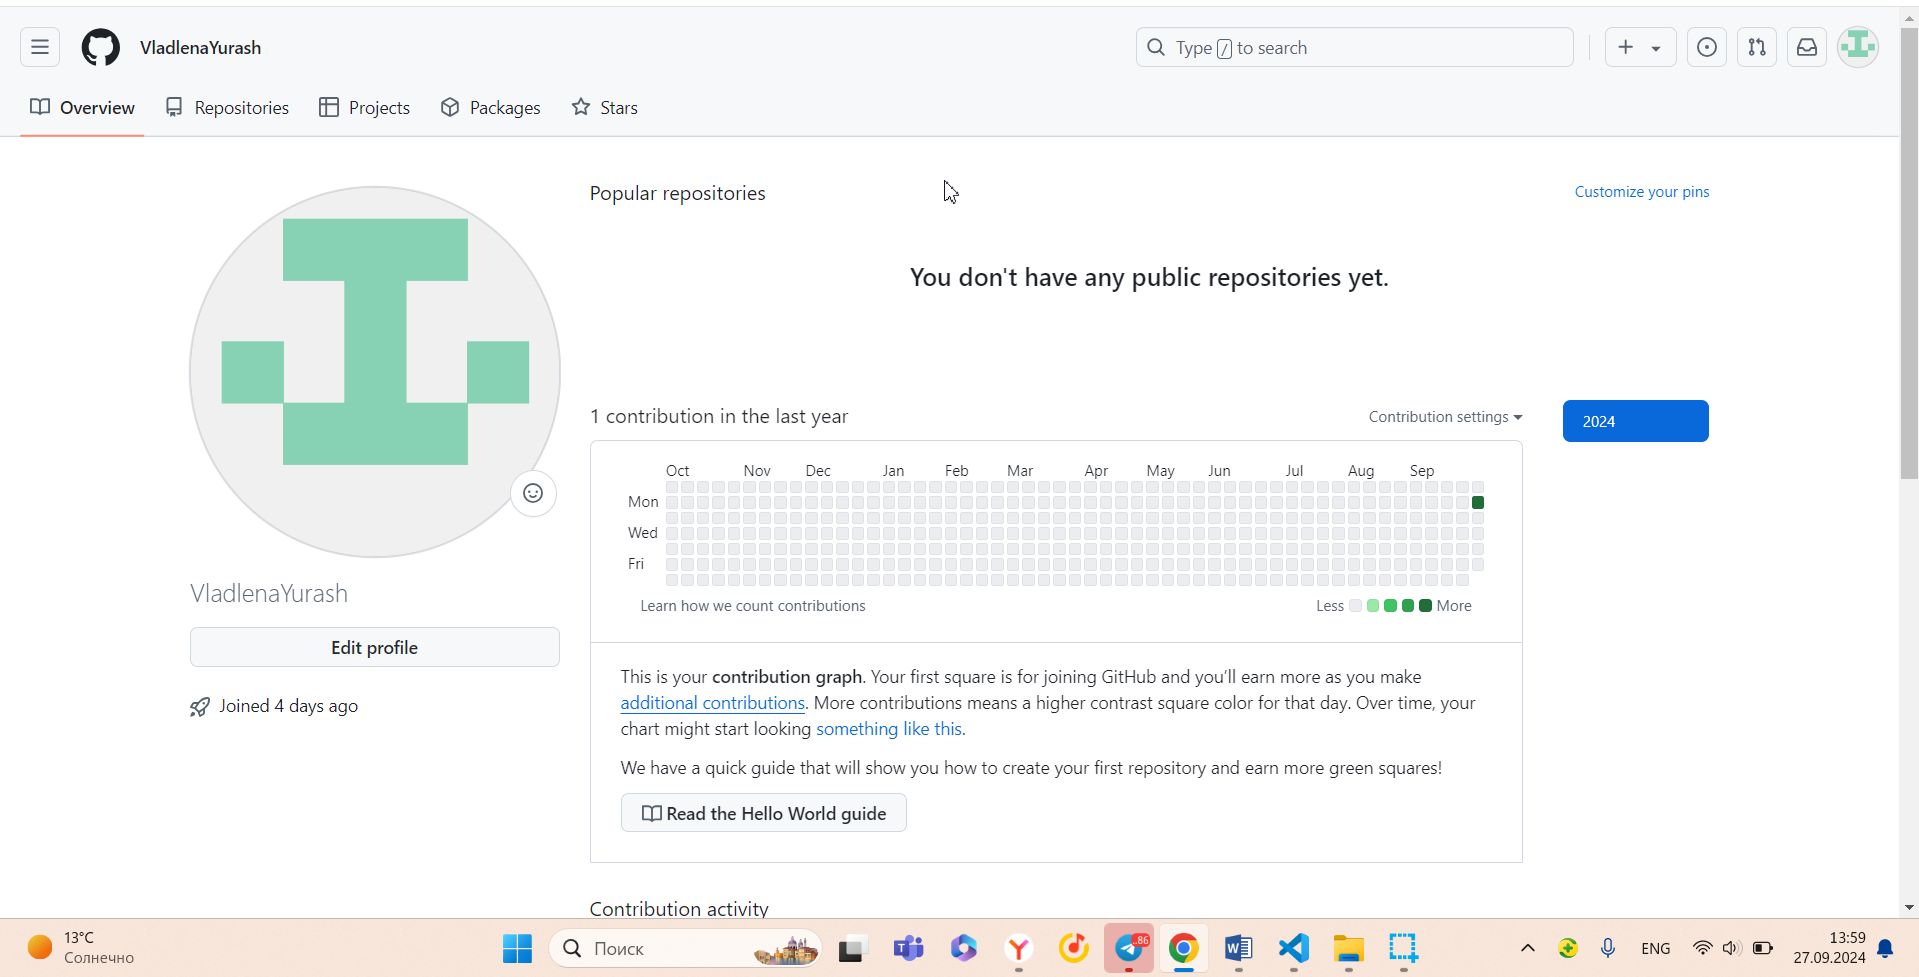 VladlenaYurash
Type / to search
Overview
Repositories
Projects
Packages
Stars
Popular repositories
Customize your pins
You don't have any public repositories yet.
1 contribution in the last year
Contribution settings
2024
Oct Nov Dec Jan Feb Mar Apr May Jun Jul Aug Sep
Mon
Wed
Fri
Learn how we count contributions
Less
More
VladlenaYurash
Edit profile
Joined 4 days ago
This is your contribution graph. Your first square is for joining GitHub and you’ll earn more as you make
additional contributions. More contributions means a higher contrast square color for that day. Over time, your
chart might start looking something like this.
We have a quick guide that will show you how to create your first repository and earn more green squares!
Read the Hello World guide
Contribution activity
13°C
Солнечно
Поиск
..86
ENG
13:59
27.09.2024